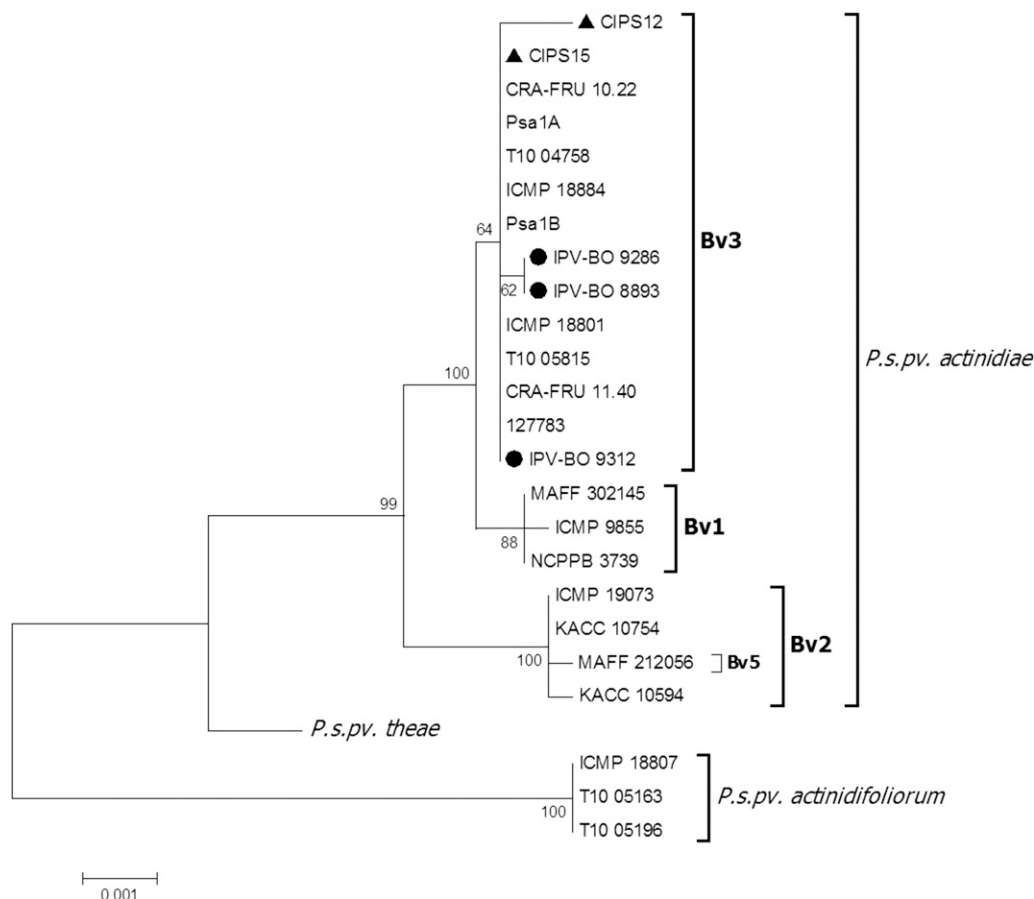 CIPS12
CIPS15
CRA-FRU 10.22
Psa1A
T10 04758
ICMP 18884
Psa1B
64
Bv3
IPV-BO 9286
62
IPV-BO 8893
ICMP 18801
T10 05815
P.s.pv. actinidiae
100
CRA-FRU 11.40
127783
IPV-BO 9312
MAFF 302145
99
ICMP 9855
Bv1
88
NCPPB 3739
ICMP 19073
KACC 10754
Bv2
100
MAFF 212056
Bv5
KACC 10594
P.s.pv. theae
ICMP 18807
T10 05163
P.s.pv. actinidifoliorum
100
T10 05196
0.001